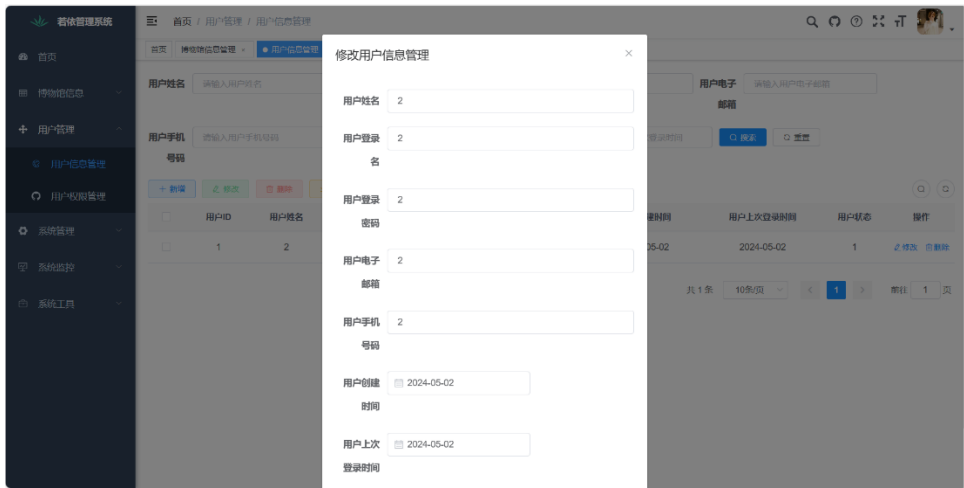 若依管理系统
首页 / 用户管理 / 用户信息管理
首页
博物馆信息管理 ×
● 用户信息管理
首页
博物馆信息
用户管理
用户信息管理
用户权限管理
系统管理
系统监控
系统工具
用户姓名 请输入用户姓名
用户电子
邮箱
请输入用户电子邮箱
用户手机
号码
请输入用户手机号码
登录时间
搜索
重置
+ 新增
修改
删除
用户ID 用户姓名 建时间 用户上次登录时间 用户状态 操作
1 2 05-02 2024-05-02 1 修改 删除
共 1 条 10条/页 < 1 > 前往 1 页
修改用户信息管理 ×
用户姓名 2
用户登录
名
2
用户登录
密码
2
用户电子
邮箱
2
用户手机
号码
2
用户创建
时间
2024-05-02
用户上次
登录时间
2024-05-02